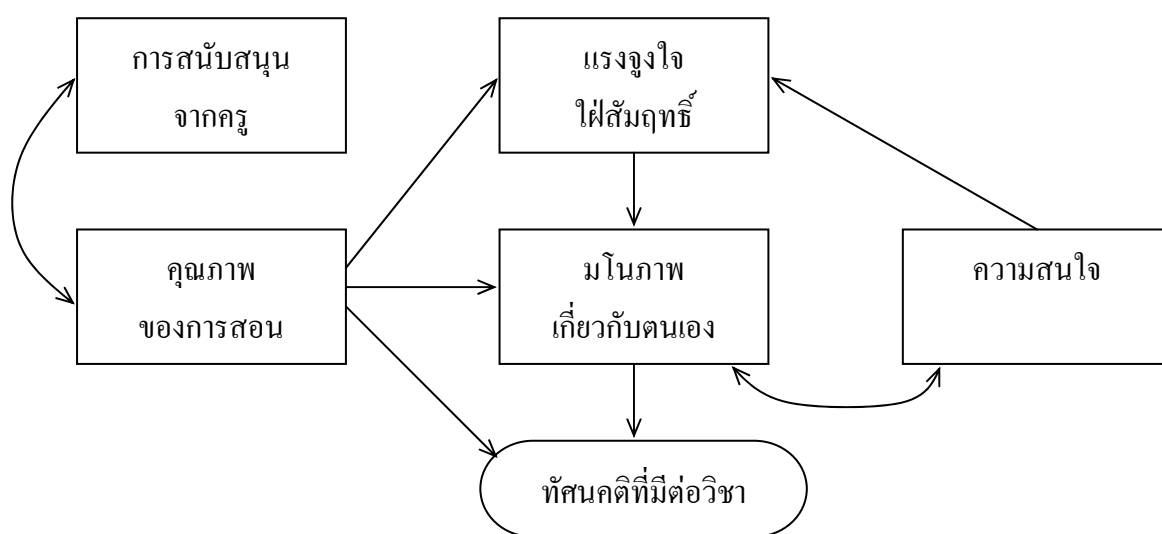 การสนับสนุน
จากครู
แรงจูงใจ
ใฝ่สัมฤทธิ์
คุณภาพ
ของการสอน
มโนภาพ
เกี่ยวกับตนเอง
ความสนใจ
ทัศนคติที่มีต่อวิชา